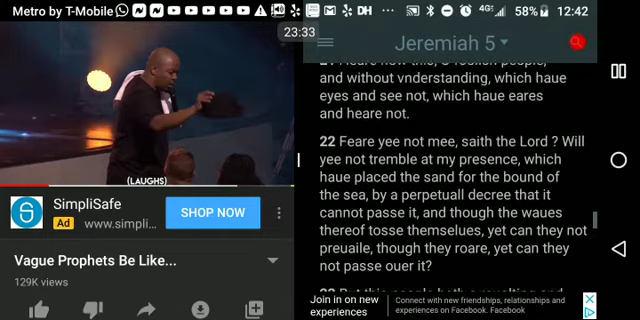 Metro by T-Mobile
DH
4G
58%
12:42
23:33
(LAUGHS)
SimpliSafe
Ad www.simpli...
SHOP NOW
Vague Prophets Be Like...
129K views
Jeremiah 5
and without vnderstanding, which haue
eyes and see not, which haue eares
and heare not.
22 Feare yee not mee, saith the Lord ? Will
yee not tremble at my presence, which
haue placed the sand for the bound of
the sea, by a perpetuall decree that it
cannot passe it, and though the waues
thereof tosse themselues, yet can they not
preuaile, though they roare, yet can they
not passe ouer it?
Join in on new
experiences
Connect with new friendships, relationships and
experiences on Facebook. Facebook